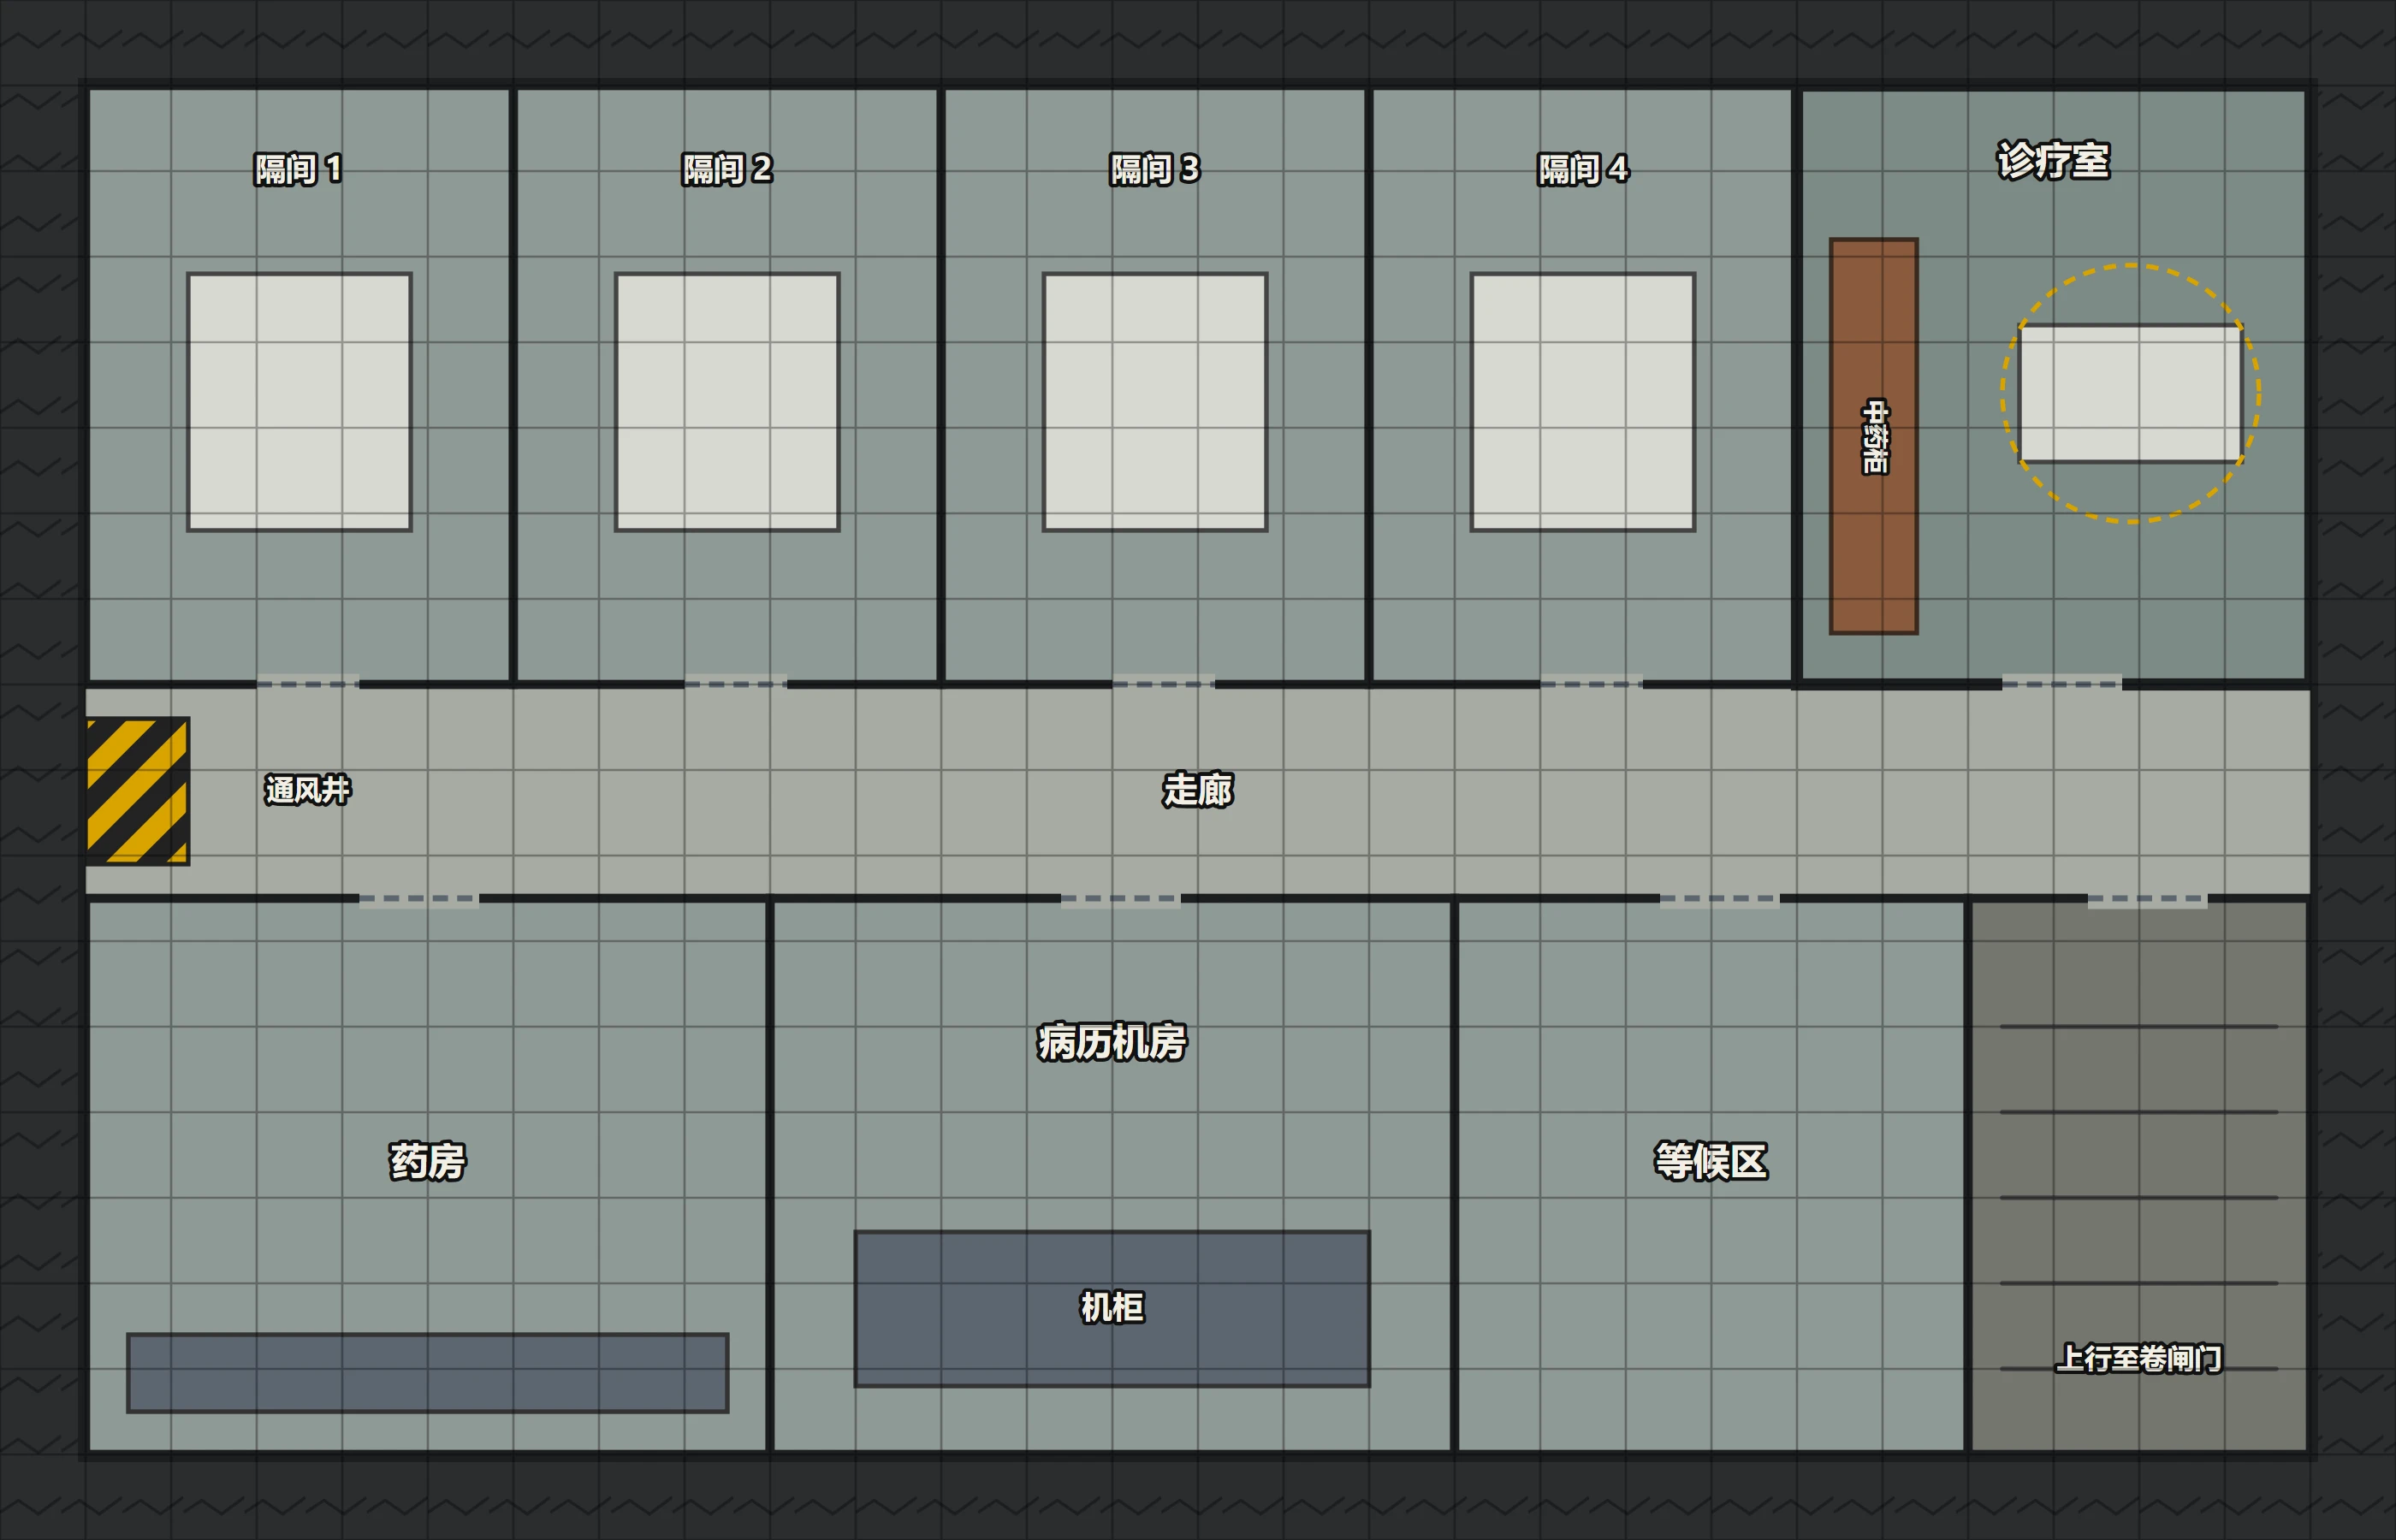 隔间 1
隔间 2
隔间 3
隔间 4
诊疗室
中药柜
通风井
走廊
病历机房
药房
等候区
机柜
上行至卷闸门